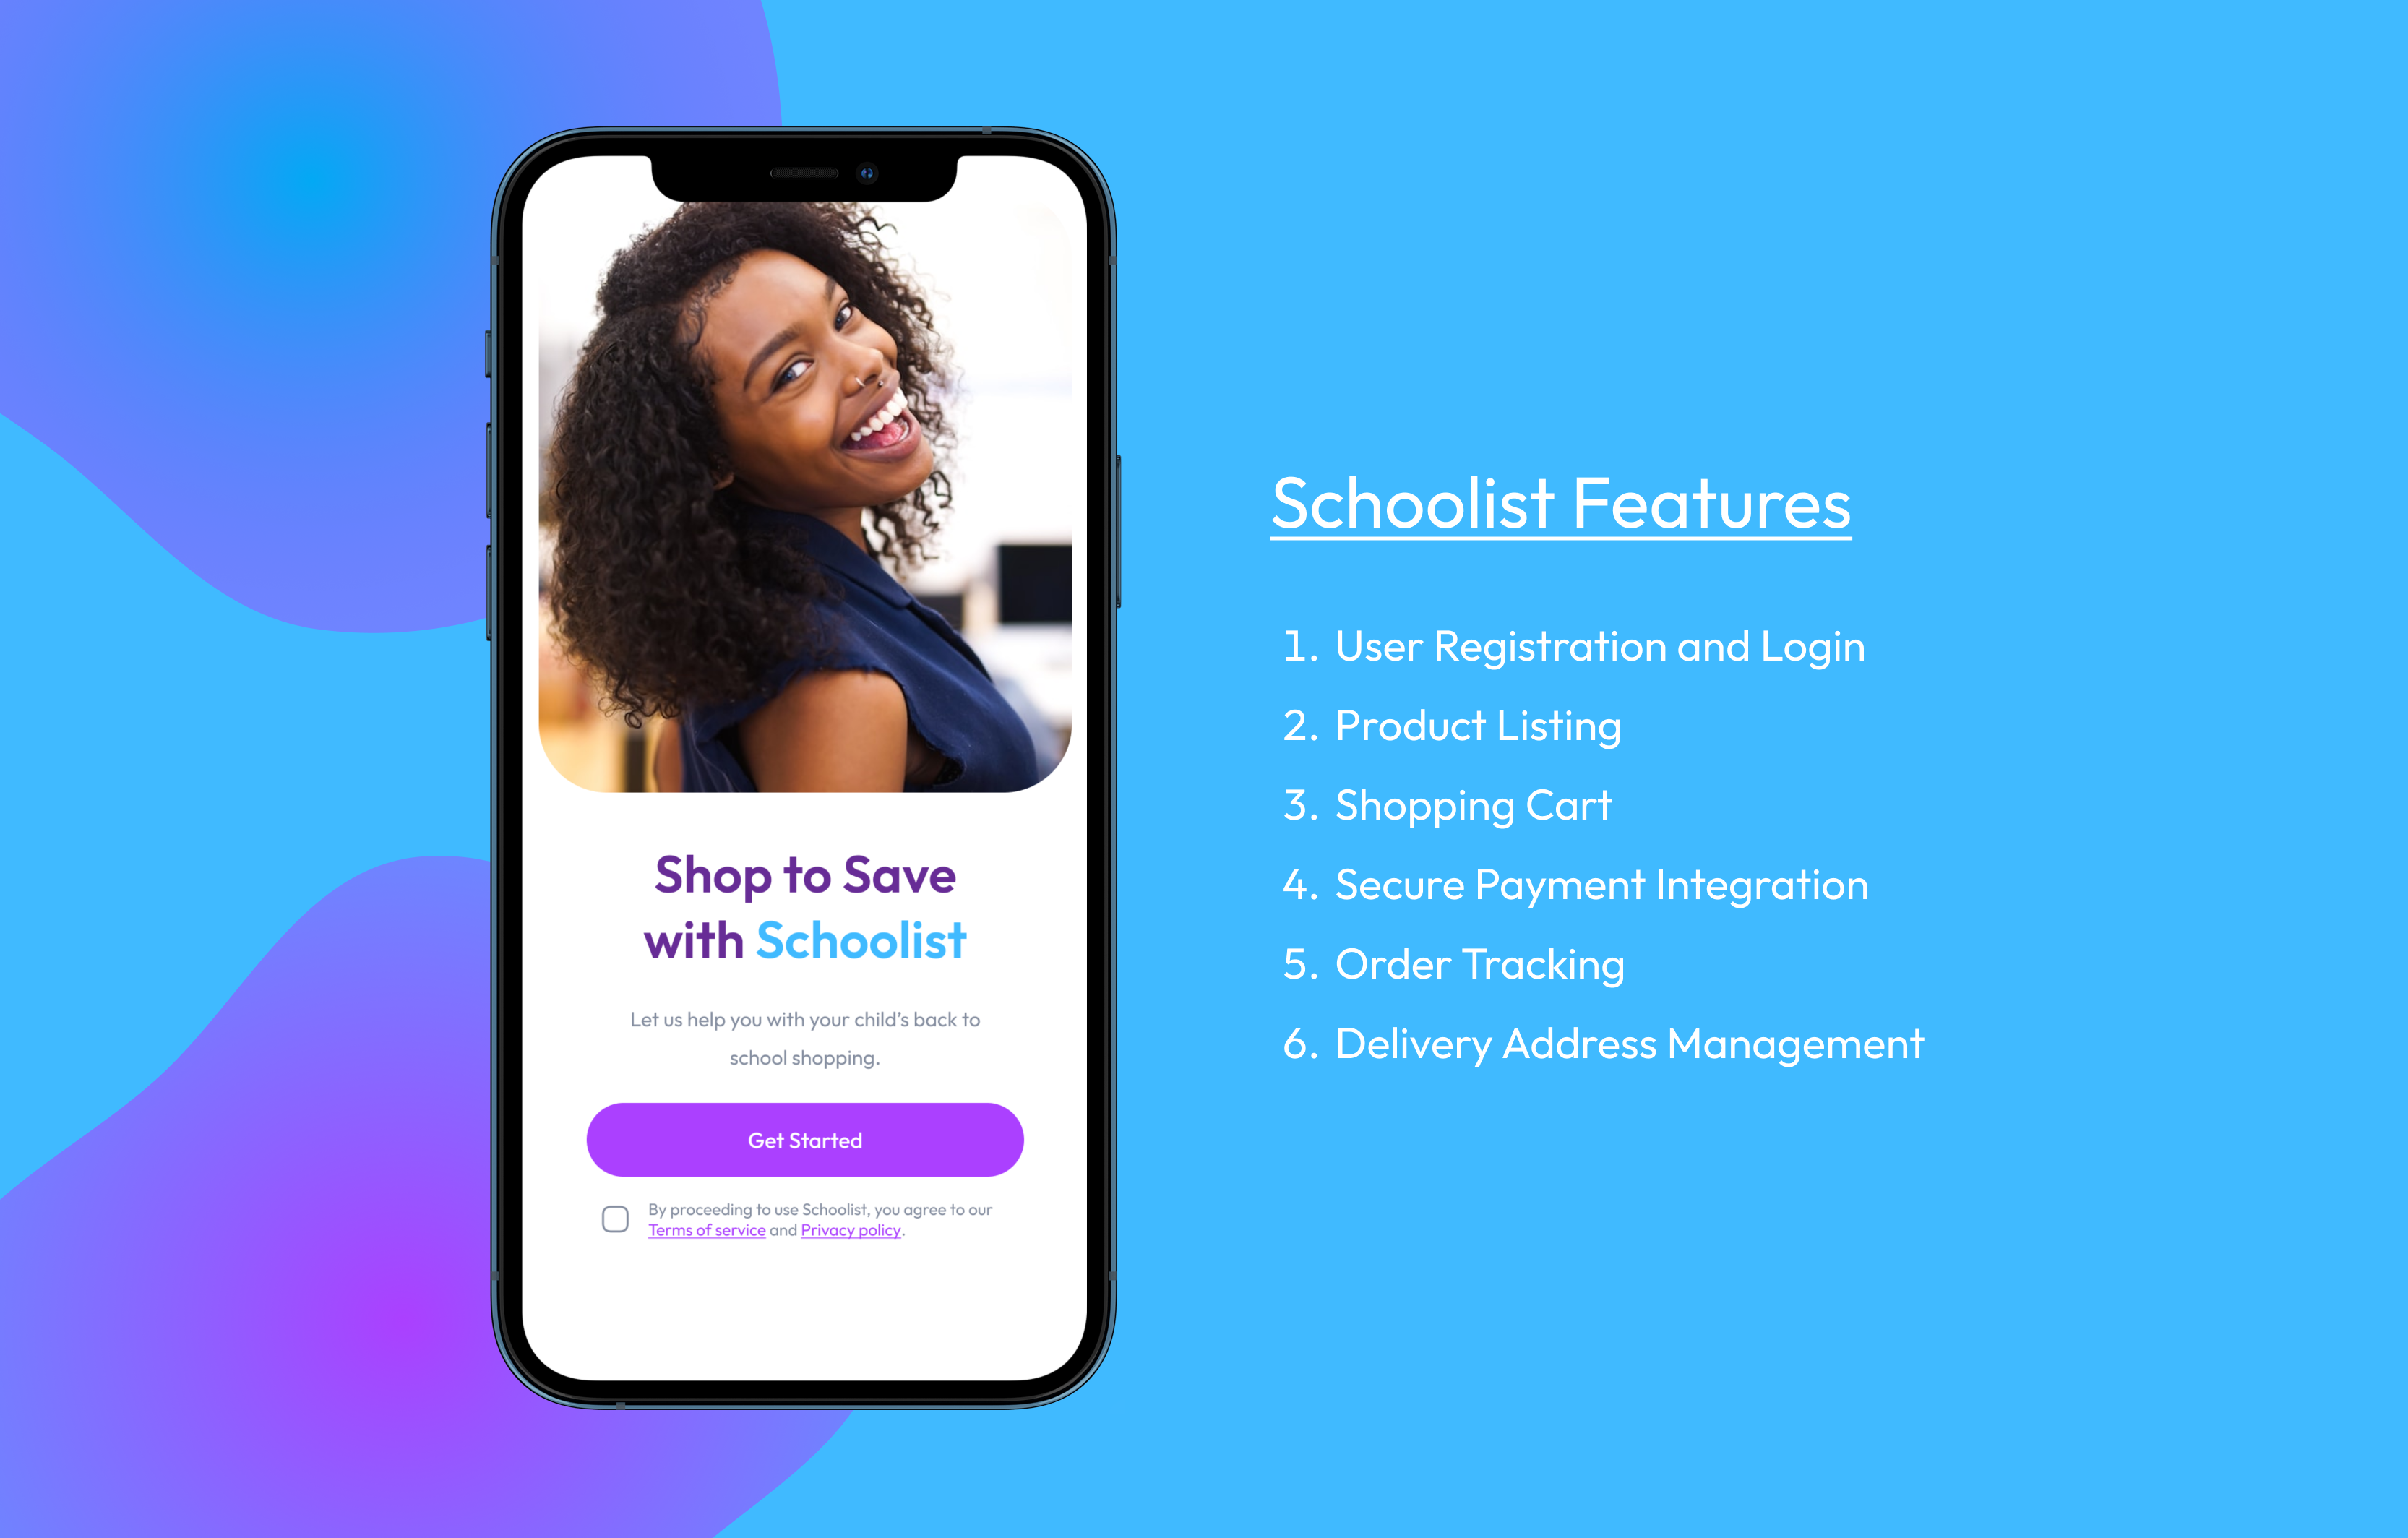 Shop to Save
with Schoolist
Let us help you with your child’s back to
school shopping.
Get Started
By proceeding to use Schoolist, you agree to our
Terms of service and Privacy policy.
Schoolist Features
1. User Registration and Login
2. Product Listing
3. Shopping Cart
4. Secure Payment Integration
5. Order Tracking
6. Delivery Address Management